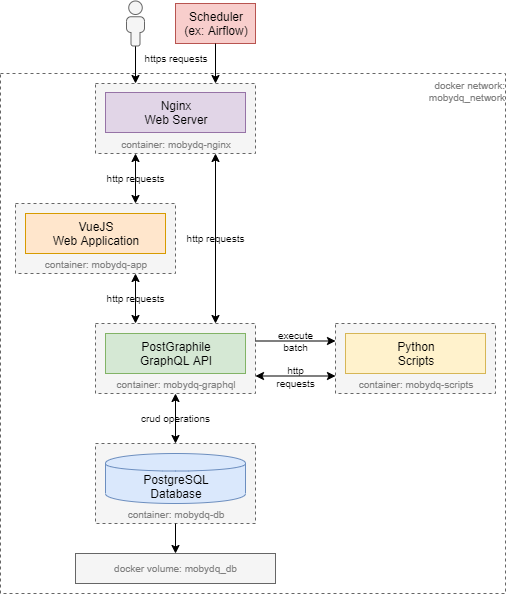 Scheduler
(ex: Airflow)
https requests
docker network:
mobydq_network
Nginx
Web Server
container: mobydq-nginx
http requests
VueJS
Web Application
container: mobydq-app
http requests
http requests
PostGraphile
GraphQL API
container: mobydq-graphql
execute
batch
http
requests
Python
Scripts
container: mobydq-scripts
crud operations
PostgreSQL
Database
container: mobydq-db
docker volume: mobydq_db